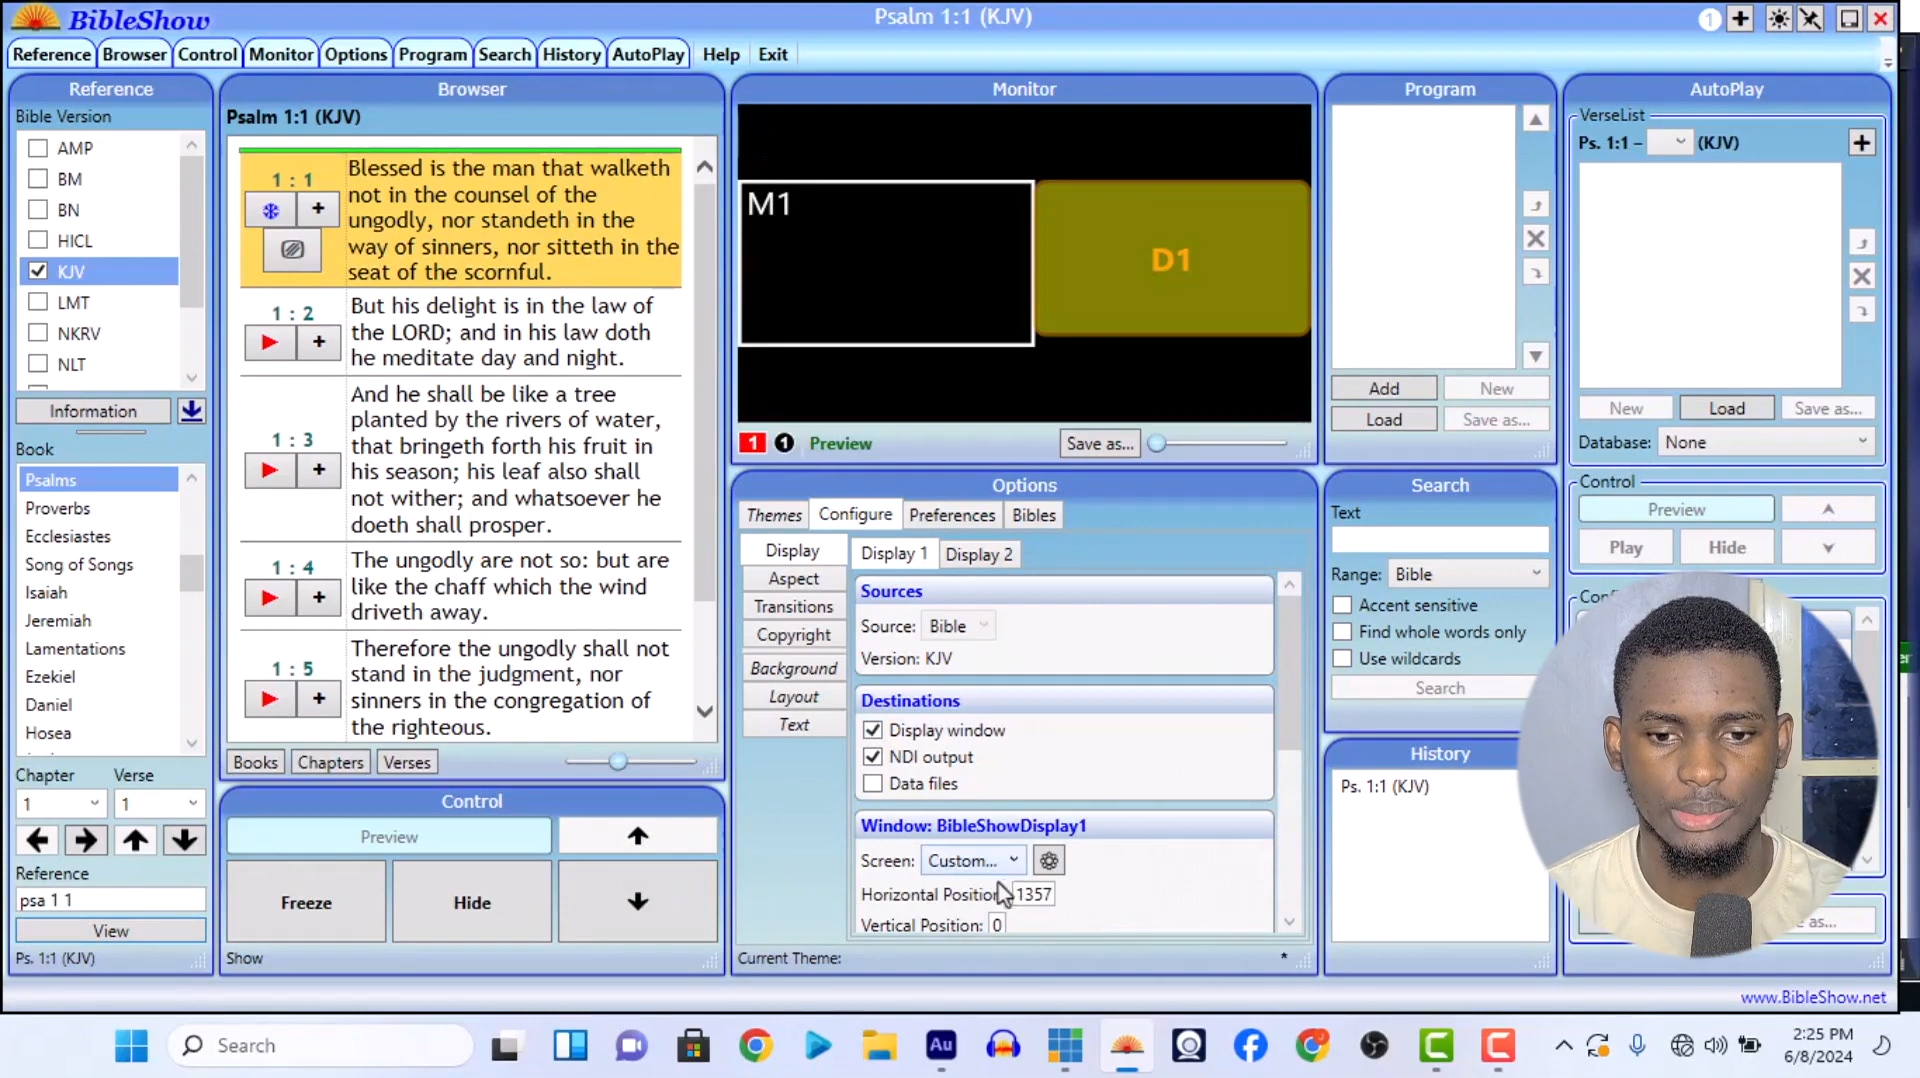 BibleShow
Psalm 1:1 (KJV)
1
Reference Browser Control Monitor Options Program Search History AutoPlay Help Exit
Reference
Bible Version
AMP
BM
BN
HICL
KJV
LMT
NKRV
NLT
Information
Book
Psalms
Proverbs
Ecclesiastes
Song of Songs
Isaiah
Jeremiah
Lamentations
Ezekiel
Daniel
Hosea
Chapter Verse
1 1
Reference
psa 1 1
View
Ps. 1:1 (KJV)
Browser
Psalm 1:1 (KJV)
1 : 1
Blessed is the man that walketh
not in the counsel of the
ungodly, nor standeth in the
way of sinners, nor sitteth in the
seat of the scornful.
1 : 2
But his delight is in the law of
the LORD; and in his law doth
he meditate day and night.
1 : 3
And he shall be like a tree
planted by the rivers of water,
that bringeth forth his fruit in
his season; his leaf also shall
not wither; and whatsoever he
doeth shall prosper.
1 : 4
The ungodly are not so: but are
like the chaff which the wind
driveth away.
1 : 5
Therefore the ungodly shall not
stand in the judgment, nor
sinners in the congregation of
the righteous.
Books Chapters Verses
Control
Preview
Freeze Hide
Show
Monitor
M1
D1
1 1 Preview Save as...
Options
Themes Configure Preferences Bibles
Display
Aspect
Transitions
Copyright
Background
Layout
Text
Display 1 Display 2
Sources
Source: Bible
Version: KJV
Destinations
Display window
NDI output
Data files
Window: BibleShowDisplay1
Screen: Custom...
Horizontal Position 1357
Vertical Position: 0
Current Theme: *
Program
Add New
Load Save as...
Search
Text
Range: Bible
Accent sensitive
Find whole words only
Use wildcards
Search
History
Ps. 1:1 (KJV)
AutoPlay
VerseList
Ps. 1:1 – (KJV)
New Load Save as...
Database: None
Control
Preview
Play Hide
as...
www.BibleShow.net
Search
Au
2:25 PM
6/8/2024